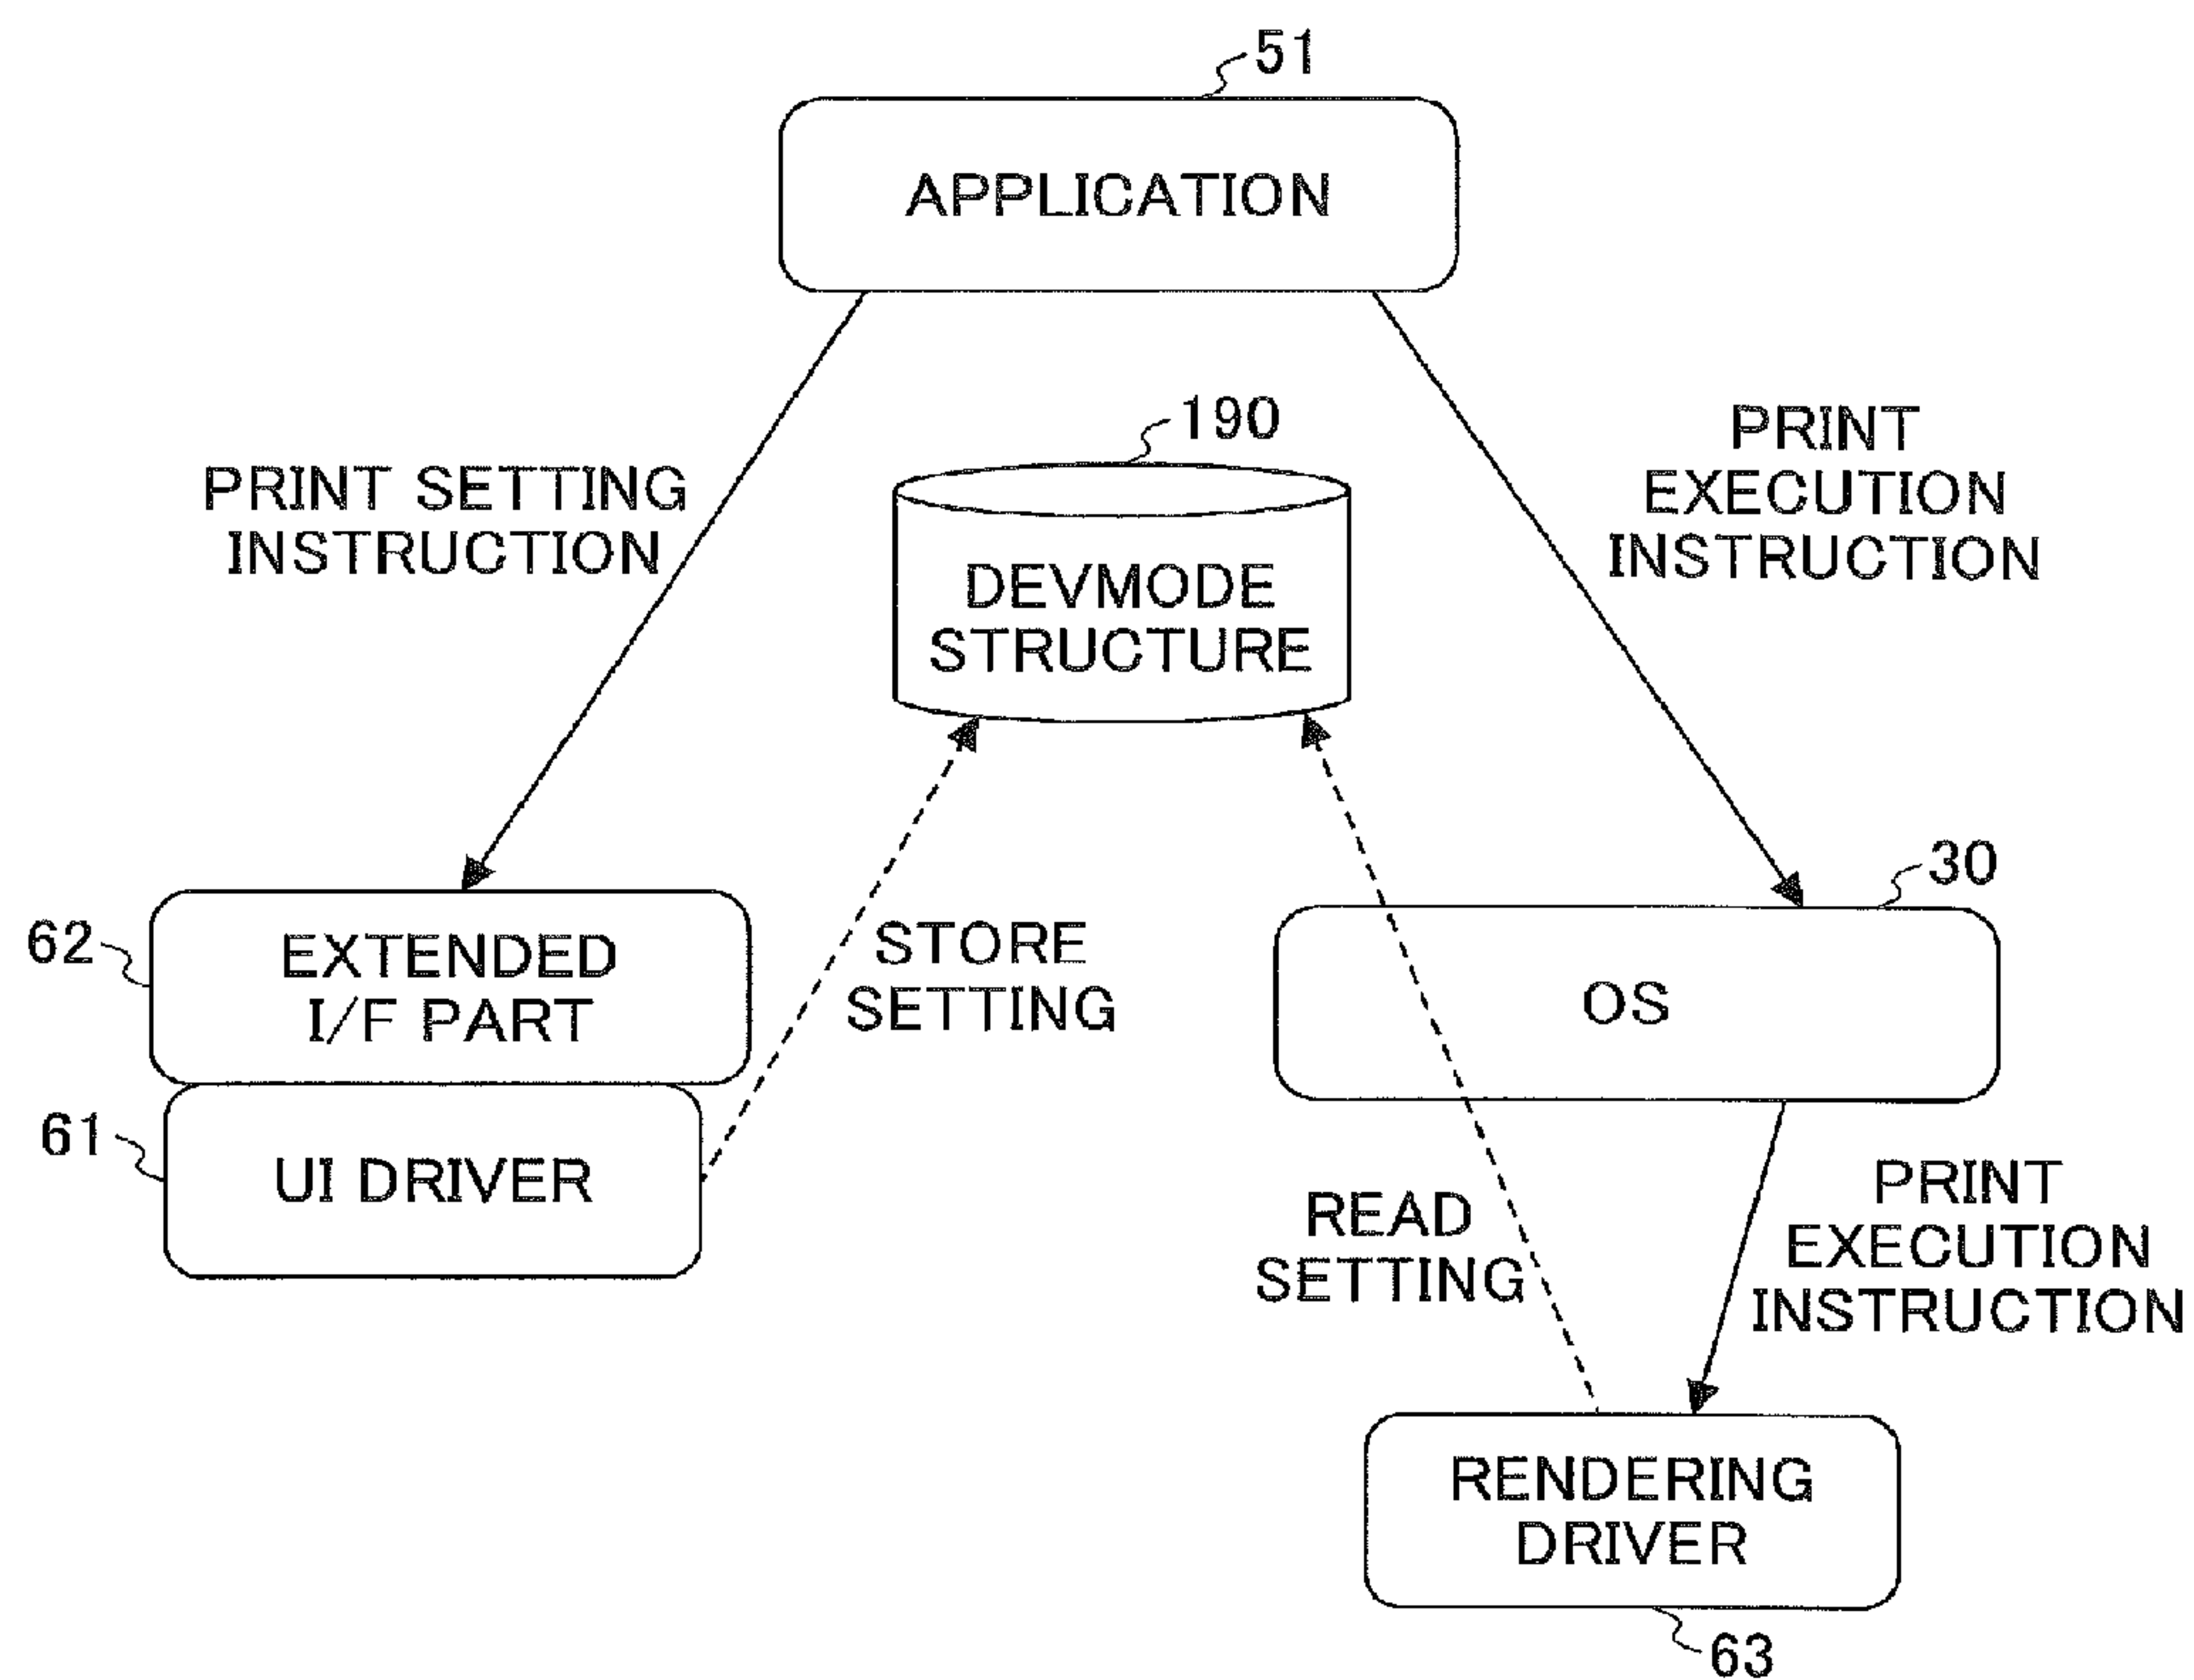 51
APPLICATION
190
PRINT SETTING
INSTRUCTION
DEVMODE
STRUCTURE
PRINT
EXECUTION
INSTRUCTION
62
EXTENDED
I/F PART
STORE
SETTING
30
OS
61
UI DRIVER
READ
SETTING
PRINT
EXECUTION
INSTRUCTION
RENDERING
DRIVER
63